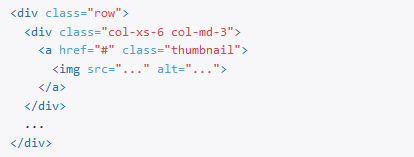 <div class="row">
  <div class="col-xs-6 col-md-3">
    <a href="#" class="thumbnail">
      <img src="..." alt="...">
    </a>
  </div>
  ...
</div>